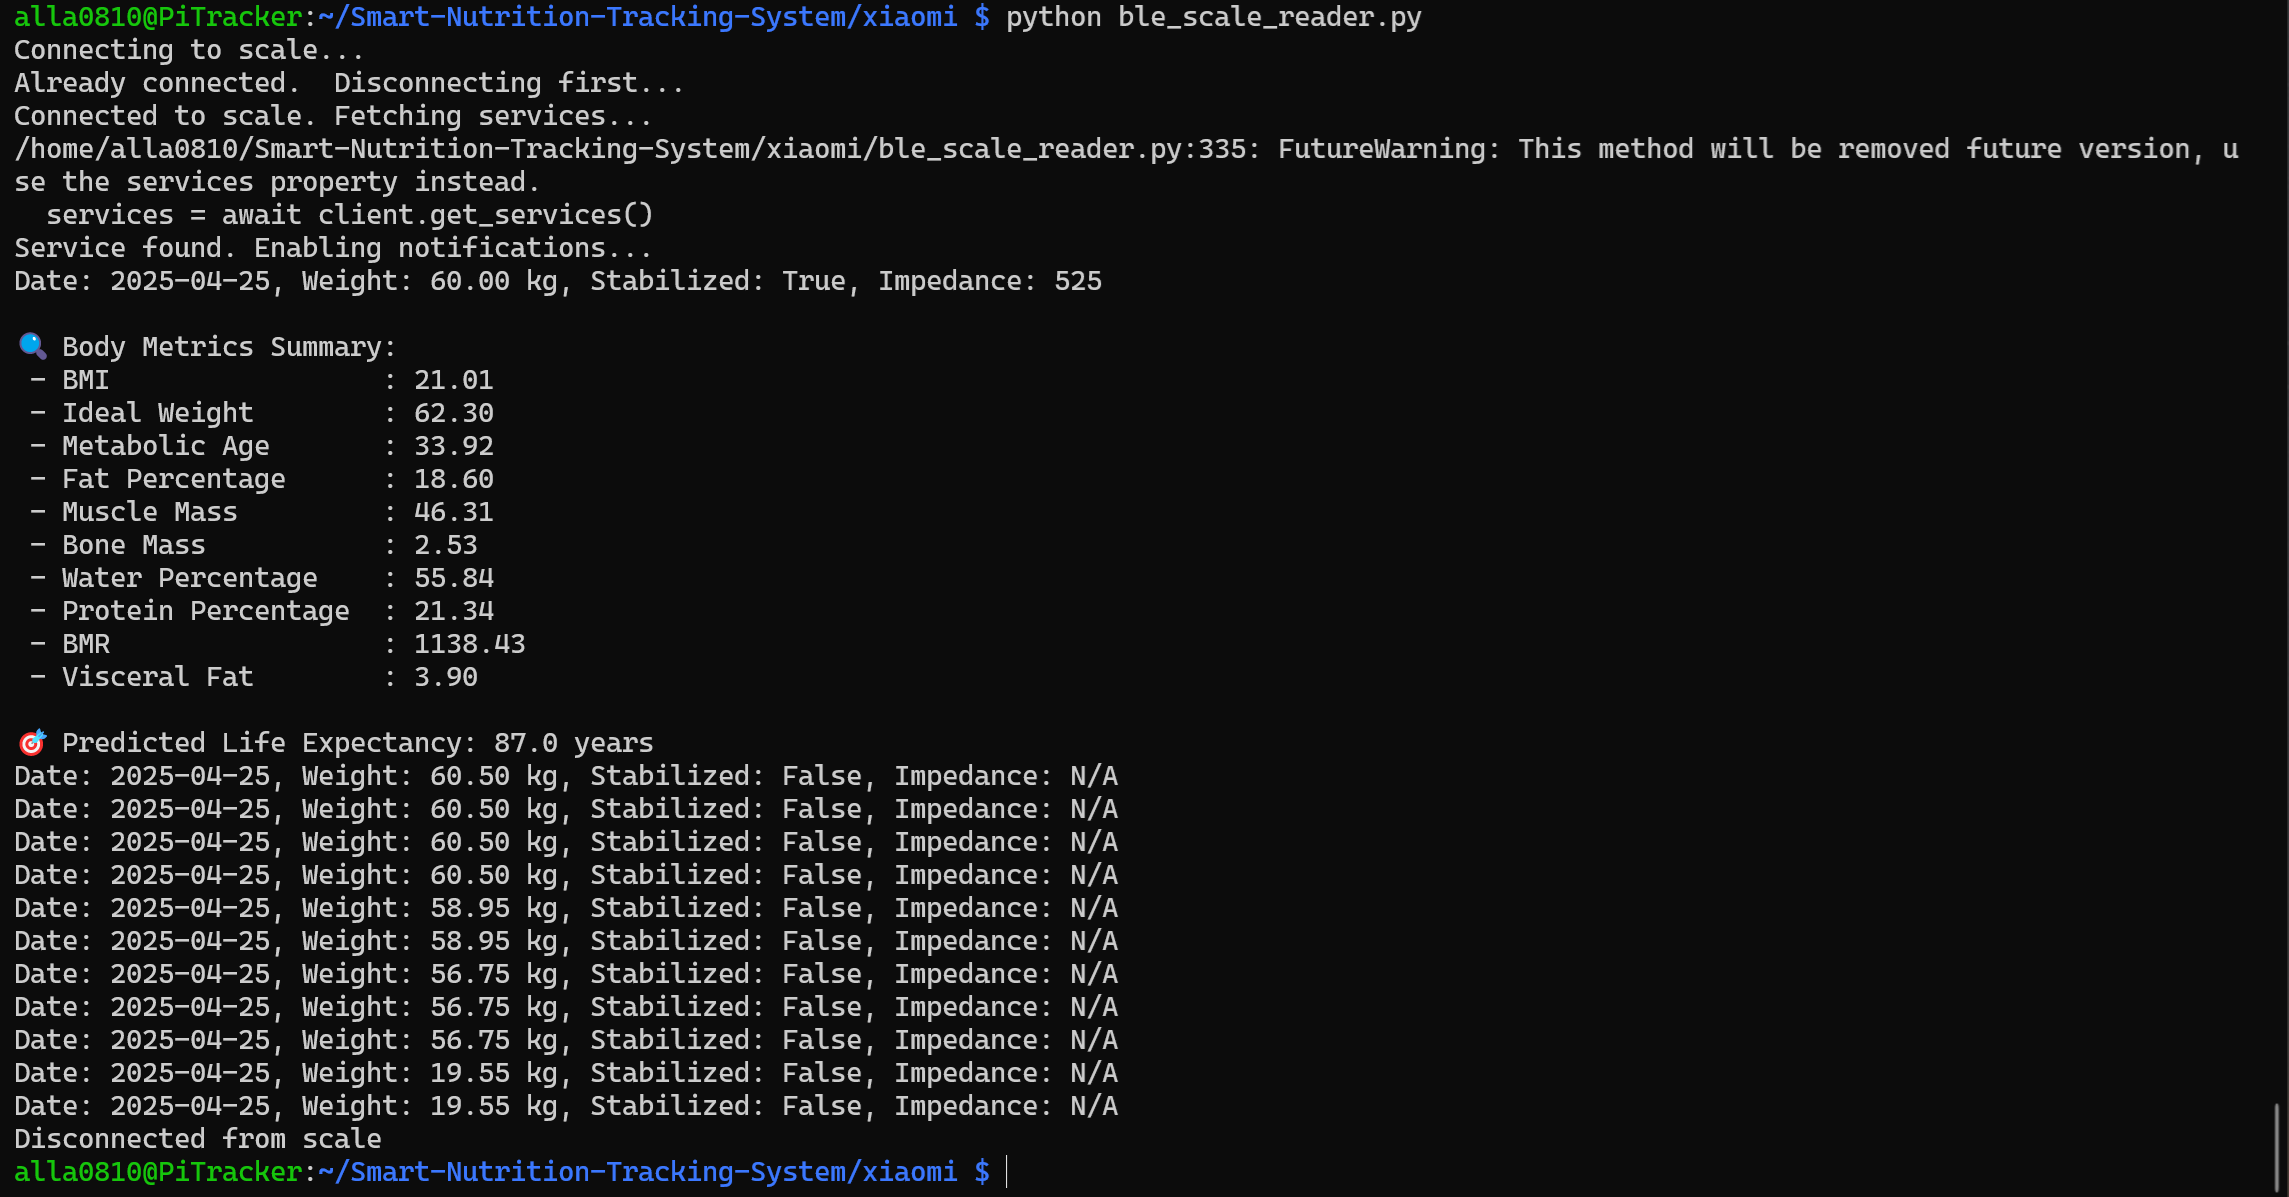 alla0810@PiTracker:~/Smart-Nutrition-Tracking-System/xiaomi $ python ble_scale_reader.py
Connecting to scale...
Already connected.  Disconnecting first...
Connected to scale. Fetching services...
/home/alla0810/Smart-Nutrition-Tracking-System/xiaomi/ble_scale_reader.py:335: FutureWarning: This method will be removed future version, u
se the services property instead.
  services = await client.get_services()
Service found. Enabling notifications...
Date: 2025-04-25, Weight: 60.00 kg, Stabilized: True, Impedance: 525
🔍 Body Metrics Summary:
 - BMI                 : 21.01
 - Ideal Weight        : 62.30
 - Metabolic Age       : 33.92
 - Fat Percentage      : 18.60
 - Muscle Mass         : 46.31
 - Bone Mass           : 2.53
 - Water Percentage    : 55.84
 - Protein Percentage  : 21.34
 - BMR                 : 1138.43
 - Visceral Fat        : 3.90
🎯 Predicted Life Expectancy: 87.0 years
Date: 2025-04-25, Weight: 60.50 kg, Stabilized: False, Impedance: N/A
Date: 2025-04-25, Weight: 60.50 kg, Stabilized: False, Impedance: N/A
Date: 2025-04-25, Weight: 60.50 kg, Stabilized: False, Impedance: N/A
Date: 2025-04-25, Weight: 60.50 kg, Stabilized: False, Impedance: N/A
Date: 2025-04-25, Weight: 58.95 kg, Stabilized: False, Impedance: N/A
Date: 2025-04-25, Weight: 58.95 kg, Stabilized: False, Impedance: N/A
Date: 2025-04-25, Weight: 56.75 kg, Stabilized: False, Impedance: N/A
Date: 2025-04-25, Weight: 56.75 kg, Stabilized: False, Impedance: N/A
Date: 2025-04-25, Weight: 56.75 kg, Stabilized: False, Impedance: N/A
Date: 2025-04-25, Weight: 19.55 kg, Stabilized: False, Impedance: N/A
Date: 2025-04-25, Weight: 19.55 kg, Stabilized: False, Impedance: N/A
Disconnected from scale
alla0810@PiTracker:~/Smart-Nutrition-Tracking-System/xiaomi $